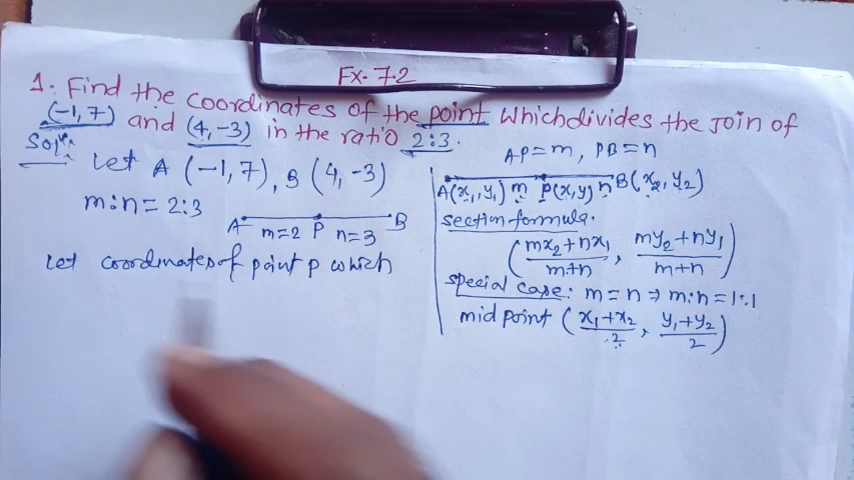 Ex. 7.2
1. Find the coordinates of the point which divides the Join of
(-1,7) and (4,-3) in the ratio 2:3.
Soln: Let A (-1,7), B (4,-3)
m:n = 2:3
A m=2 P n=3 B
Let coordinates of point P which
AP=m, PB=n
A(x₁,y₁) m P(x,y) n B(x₂,y₂)
section formula.
((mx₂+nx₁)/(m+n), (my₂+ny₁)/(m+n))
special case: m=n ⇒ m:n=1:1
mid point ((x₁+x₂)/2, (y₁+y₂)/2)